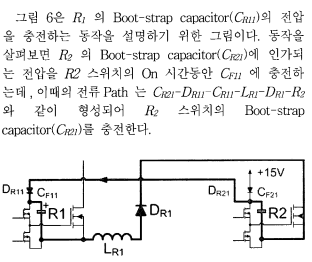 그림 6은 R1 의 Boot-strap capacitor(CR11)의 전압
을 충전하는 동작을 설명하기 위한 그림이다. 동작을
살펴보면 R2 의 Boot-strap capacitor(CR21)에 인가되
는 전압을 R2 스위치의 On 시간동안 CF11 에 충전하
는데 , 이때의 전류 Path 는 CR21-DR11-CR11-LR1-DR1-R2
와 같이 형성되어 R2 스위치의 Boot-strap
capacitor(CR21)를 충전한다.
+15V
DR11 CF11 DR21 CF21
+
R1 DR1 R2
LR1